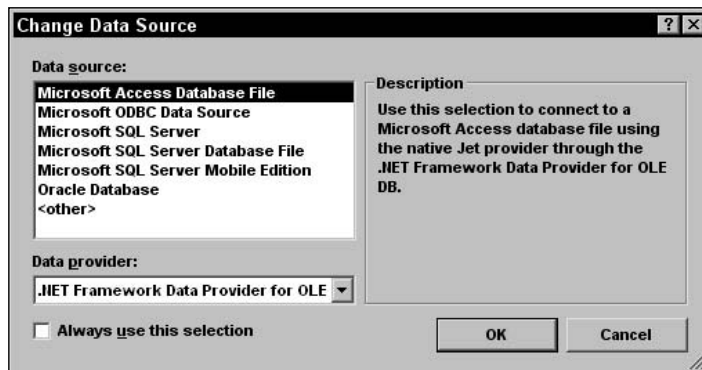 Change Data Source
Data source:
Microsoft Access Database File
Microsoft ODBC Data Source
Microsoft SQL Server
Microsoft SQL Server Database File
Microsoft SQL Server Mobile Edition
Oracle Database
<other>
Description
Use this selection to connect to a
Microsoft Access database file using
the native Jet provider through the
.NET Framework Data Provider for OLE
DB.
Data provider:
.NET Framework Data Provider for OLE
Always use this selection
OK
Cancel